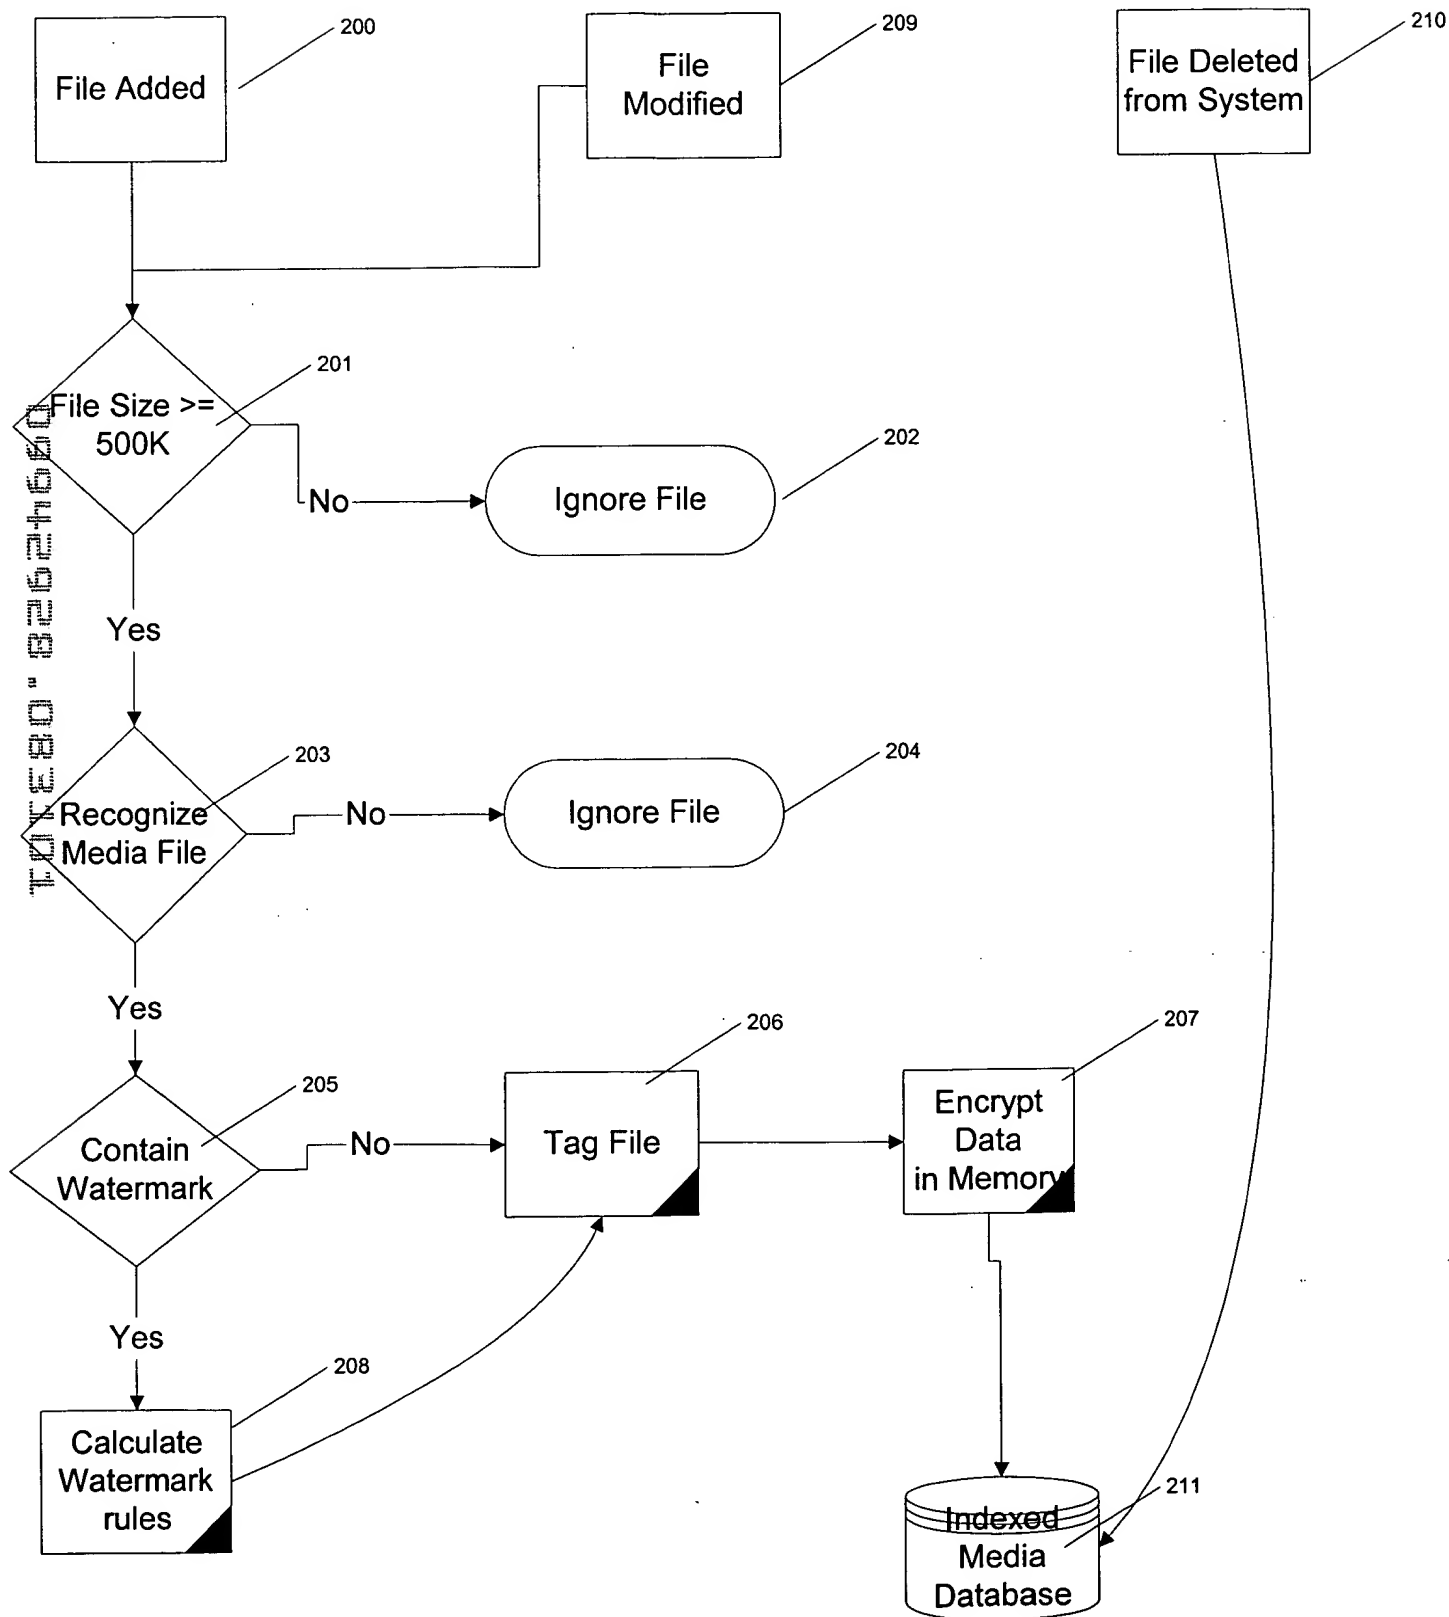 200
209
210
File Added
File
Modified
File Deleted
from System
201
File Size >=
500K
202
No
Ignore File
Yes
203
204
Recognize
Media File
No
Ignore File
Yes
206
207
205
Contain
Watermark
No
Tag File
Encrypt
Data
in Memory
Yes
208
Calculate
Watermark
rules
211
Indexed
Media
Database